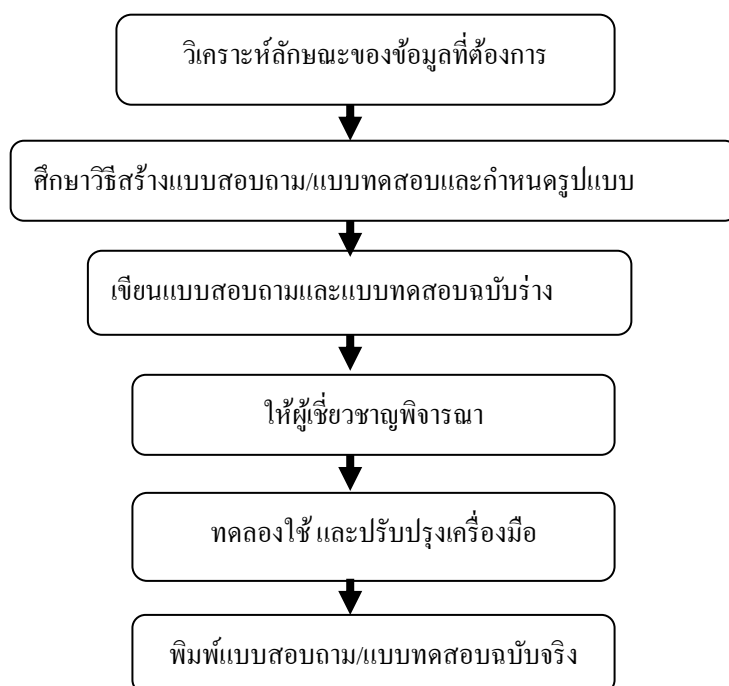 วิเคราะห์ลักษณะของข้อมูลที่ต้องการ
ศึกษาวิธีสร้างแบบสอบถาม/แบบทดสอบและกำหนดรูปแบบ
เขียนแบบสอบถามและแบบทดสอบฉบับร่าง
ให้ผู้เชี่ยวชาญพิจารณา
ทดลองใช้ และปรับปรุงเครื่องมือ
พิมพ์แบบสอบถาม/แบบทดสอบฉบับจริง